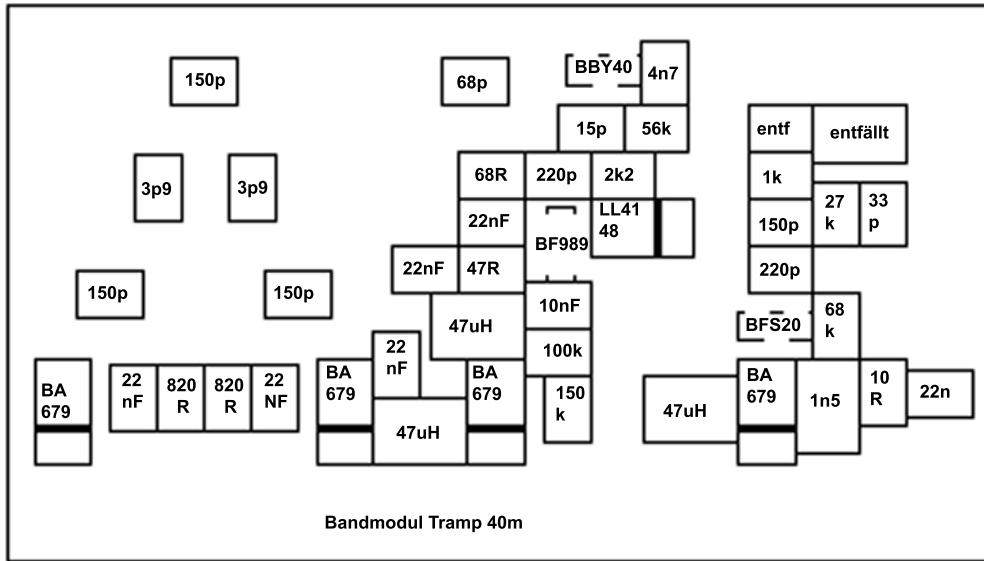 150p
68p
BBY40
4n7
15p
56k
entf
entfällt
3p9
3p9
68R
220p
2k2
1k
22nF
BF989
LL41
48
150p
27
k
33
p
22nF
47R
220p
150p
150p
10nF
47uH
BFS20
68
k
100k
BA
679
22
nF
820
R
820
R
22
NF
BA
679
22
nF
BA
679
150
k
47uH
47uH
BA
679
1n5
10
R
22n
Bandmodul Tramp 40m